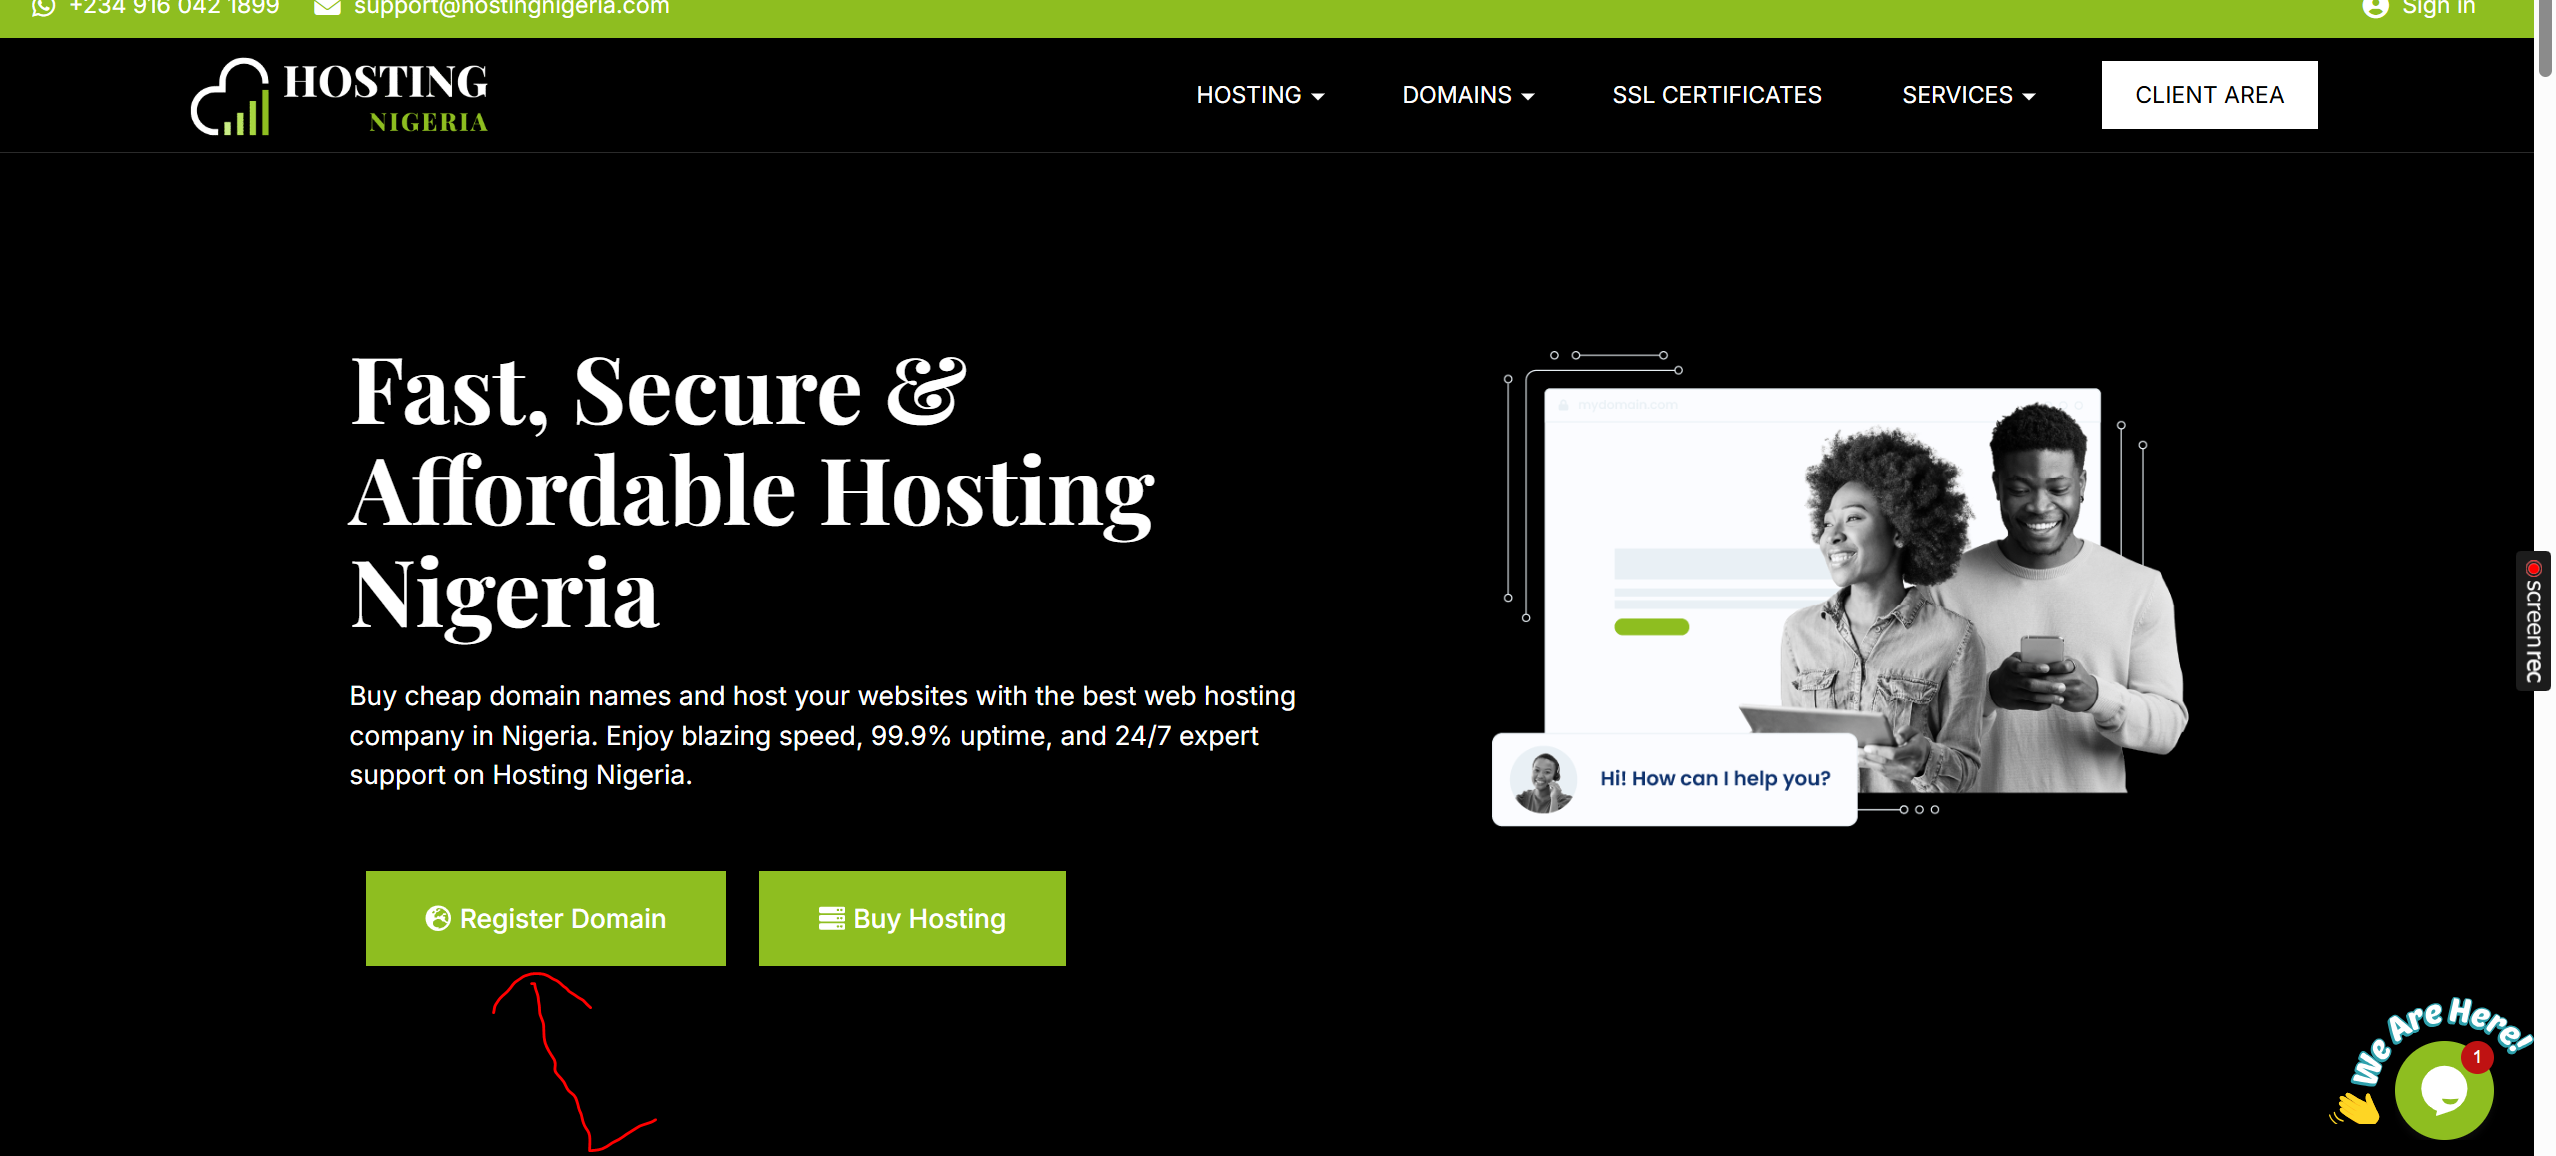 +234 916 042 1899
support@hostingnigeria.com
Sign in
HOSTING
NIGERIA
HOSTING
DOMAINS
SSL CERTIFICATES
SERVICES
CLIENT AREA
Fast, Secure &
Affordable Hosting
Nigeria
Buy cheap domain names and host your websites with the best web hosting
company in Nigeria. Enjoy blazing speed, 99.9% uptime, and 24/7 expert
support on Hosting Nigeria.
Register Domain
Buy Hosting
mydomain.com
Hi! How can I help you?
screenrec
We Are Here!
1